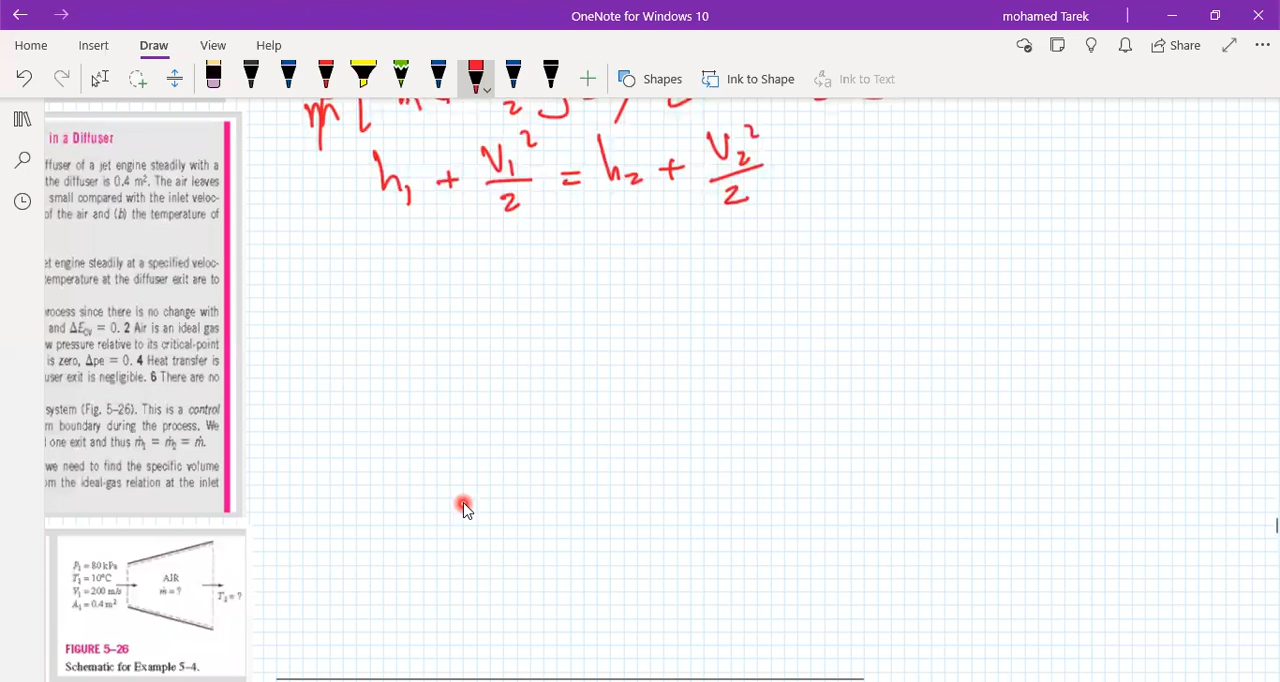 OneNote for Windows 10
mohamed Tarek
Home Insert Draw View Help
Share
Shapes Ink to Shape Ink to Text
h₁ + V₁²/2 = h₂ + V₂²/2
in a Diffuser
ffuser of a jet engine steadily with a
the diffuser is 0.4 m². The air leaves
small compared with the inlet veloc-
of the air and (b) the temperature of
et engine steadily at a specified veloc-
temperature at the diffuser exit are to
process since there is no change with
and ΔE_CV = 0. 2 Air is an ideal gas
w pressure relative to its critical-point
is zero, Δpe = 0. 4 Heat transfer is
user exit is negligible. 6 There are no
system (Fig. 5–26). This is a control
m boundary during the process. We
one exit and thus ṁ₁ = ṁ₂ = ṁ.
we need to find the specific volume
om the ideal-gas relation at the inlet
P₁ = 80 kPa
T₁ = 10°C
V₁ = 200 m/s
A₁ = 0.4 m²
AIR
ṁ = ?
T₂ = ?
FIGURE 5–26
Schematic for Example 5–4.